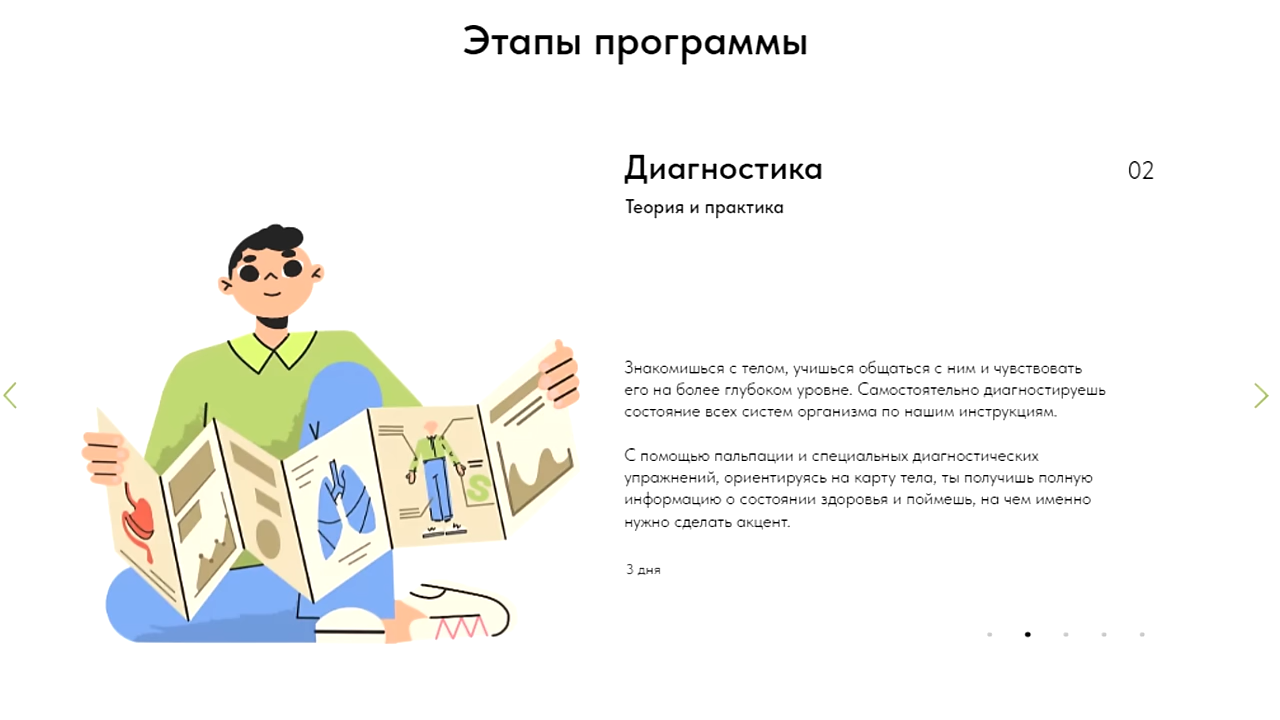 Этапы программы
Диагностика
02
Теория и практика
Знакомишься с телом, учишься общаться с ним и чувствовать
его на более глубоком уровне. Самостоятельно диагностируешь
состояние всех систем организма по нашим инструкциям.
С помощью пальпации и специальных диагностических
упражнений, ориентируясь на карту тела, ты получишь полную
информацию о состоянии здоровья и поймешь, на чем именно
нужно сделать акцент.
3 дня
S